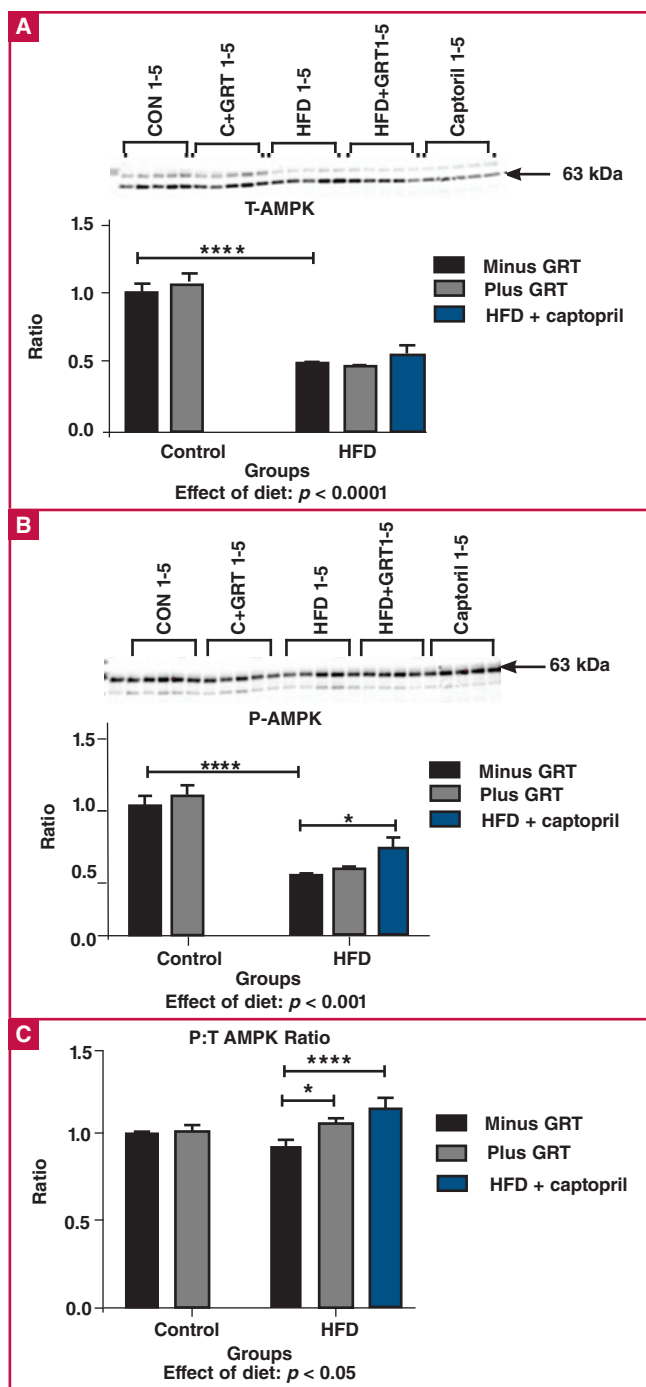 A
CON 1-5
C+GRT 1-5
HFD 1-5
HFD+GRT1-5
Captoril 1-5
63 kDa
T-AMPK
1.5
1.0
0.5
0.0
Ratio
****
Minus GRT
Plus GRT
HFD + captopril
Control
HFD
Groups
Effect of diet: p < 0.0001
B
CON 1-5
C+GRT 1-5
HFD 1-5
HFD+GRT1-5
Captoril 1-5
63 kDa
P-AMPK
1.5
1.0
0.5
0.0
Ratio
****
*
Minus GRT
Plus GRT
HFD + captopril
Control
HFD
Groups
Effect of diet: p < 0.001
C
P:T AMPK Ratio
1.5
1.0
0.5
0.0
Ratio
****
*
Minus GRT
Plus GRT
HFD + captopril
Control
HFD
Groups
Effect of diet: p < 0.05